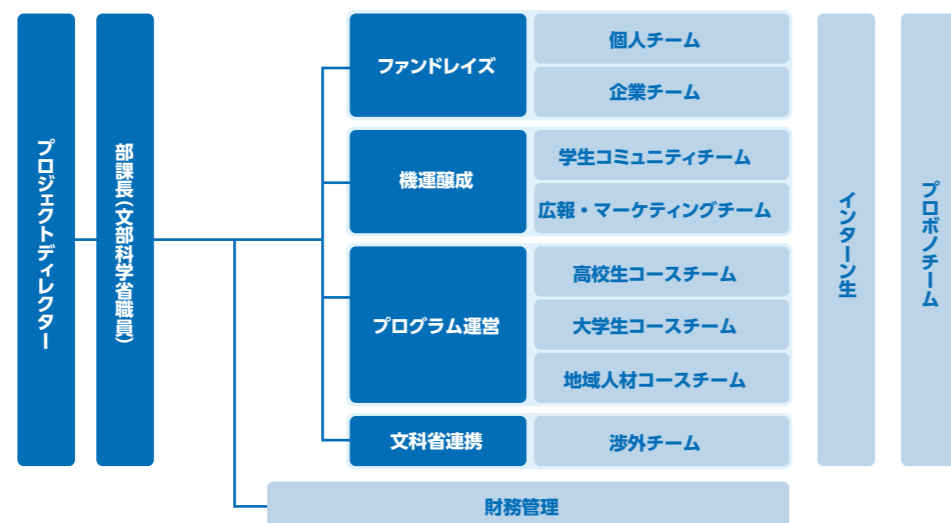 プロジェクトディレクター
部課長(文部科学省職員)
ファンドレイズ
個人チーム
企業チーム
機運醸成
学生コミュニティチーム
広報・マーケティングチーム
プログラム運営
高校生コースチーム
大学生コースチーム
地域人材コースチーム
文科省連携
渉外チーム
財務管理
インターン生
プロボノチーム